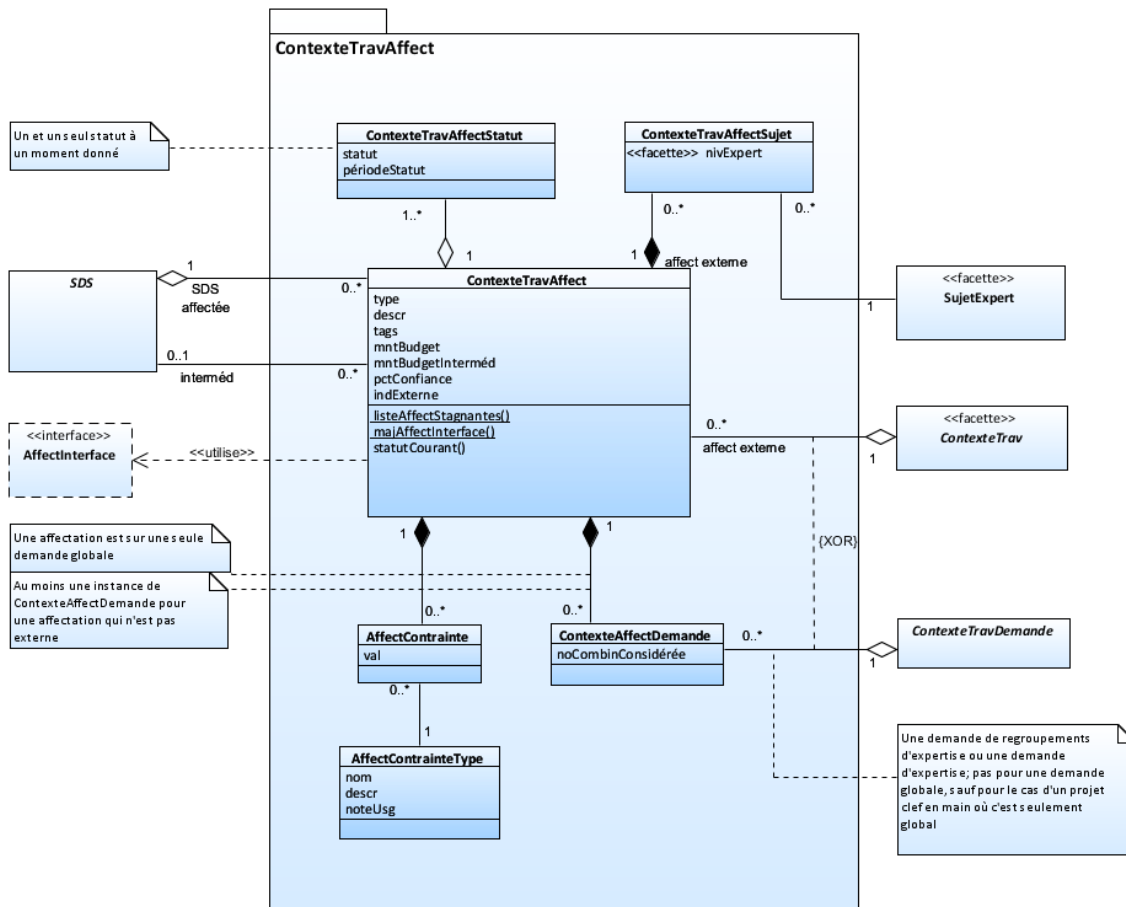 ContexteTravAffect
Un et un seul statut à
un moment donné
ContexteTravAffectStatut
statut
périodeStatut
ContexteTravAffectSujet
<<facette>> nivExpert
1..*
1
0..*
0..*
1
affect externe
SDS
1
SDS
affectée
0..*
0..1
interméd
0..*
ContexteTravAffect
type
descr
tags
mntBudget
mntBudgetInterméd
pctConfiance
indExterne
listeAffectStagnantes()
majAffectInterface()
statutCourant()
<<facette>>
SujetExpert
1
<<interface>>
AffectInterface
<<utilise>>
0..*
affect externe
<<facette>>
ContexteTrav
1
{XOR}
Une affectation est sur une seule
demande globale
Au moins une instance de
ContexteAffectDemande pour
une affectation qui n'est pas
externe
1
1
0..*
0..*
AffectContrainte
val
ContexteAffectDemande
noCombinConsidérée
0..*
ContexteTravDemande
1
0..*
1
AffectContrainteType
nom
descr
noteUsg
Une demande de regroupements
d'expertise ou une demande
d'expertise; pas pour une demande
globale, sauf pour le cas d'un projet
clef en main où c'est seulement
global